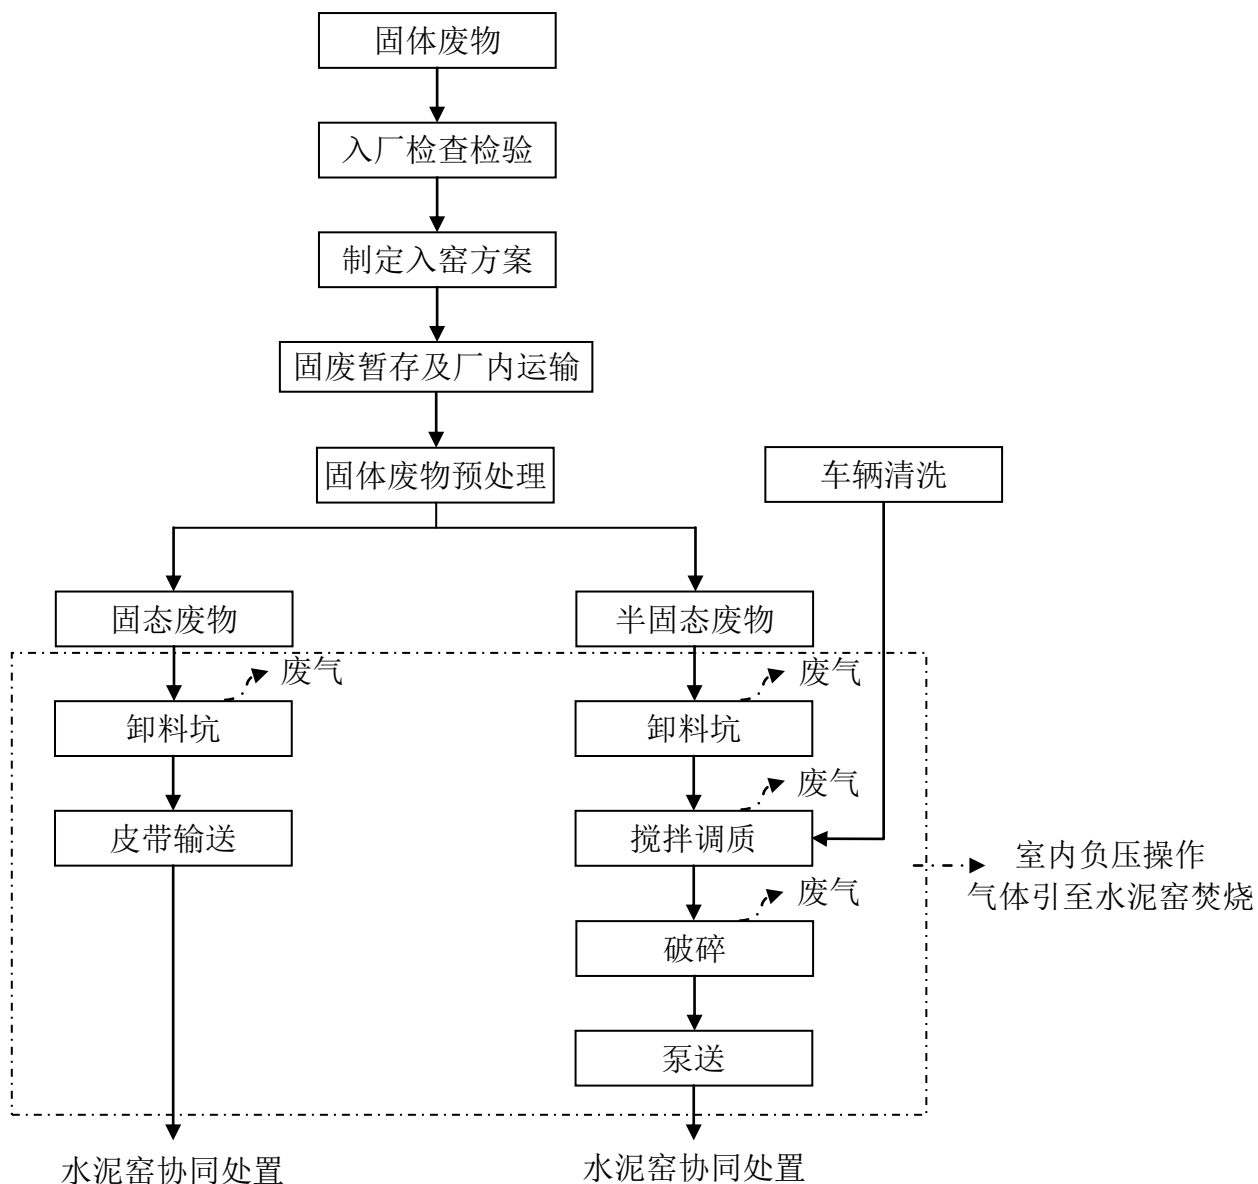 固体废物
入厂检查检验
制定入窑方案
固废暂存及厂内运输
固体废物预处理
车辆清洗
固态废物
半固态废物
废气
废气
卸料坑
卸料坑
废气
皮带输送
搅拌调质
室内负压操作
气体引至水泥窑焚烧
废气
破碎
泵送
水泥窑协同处置
水泥窑协同处置